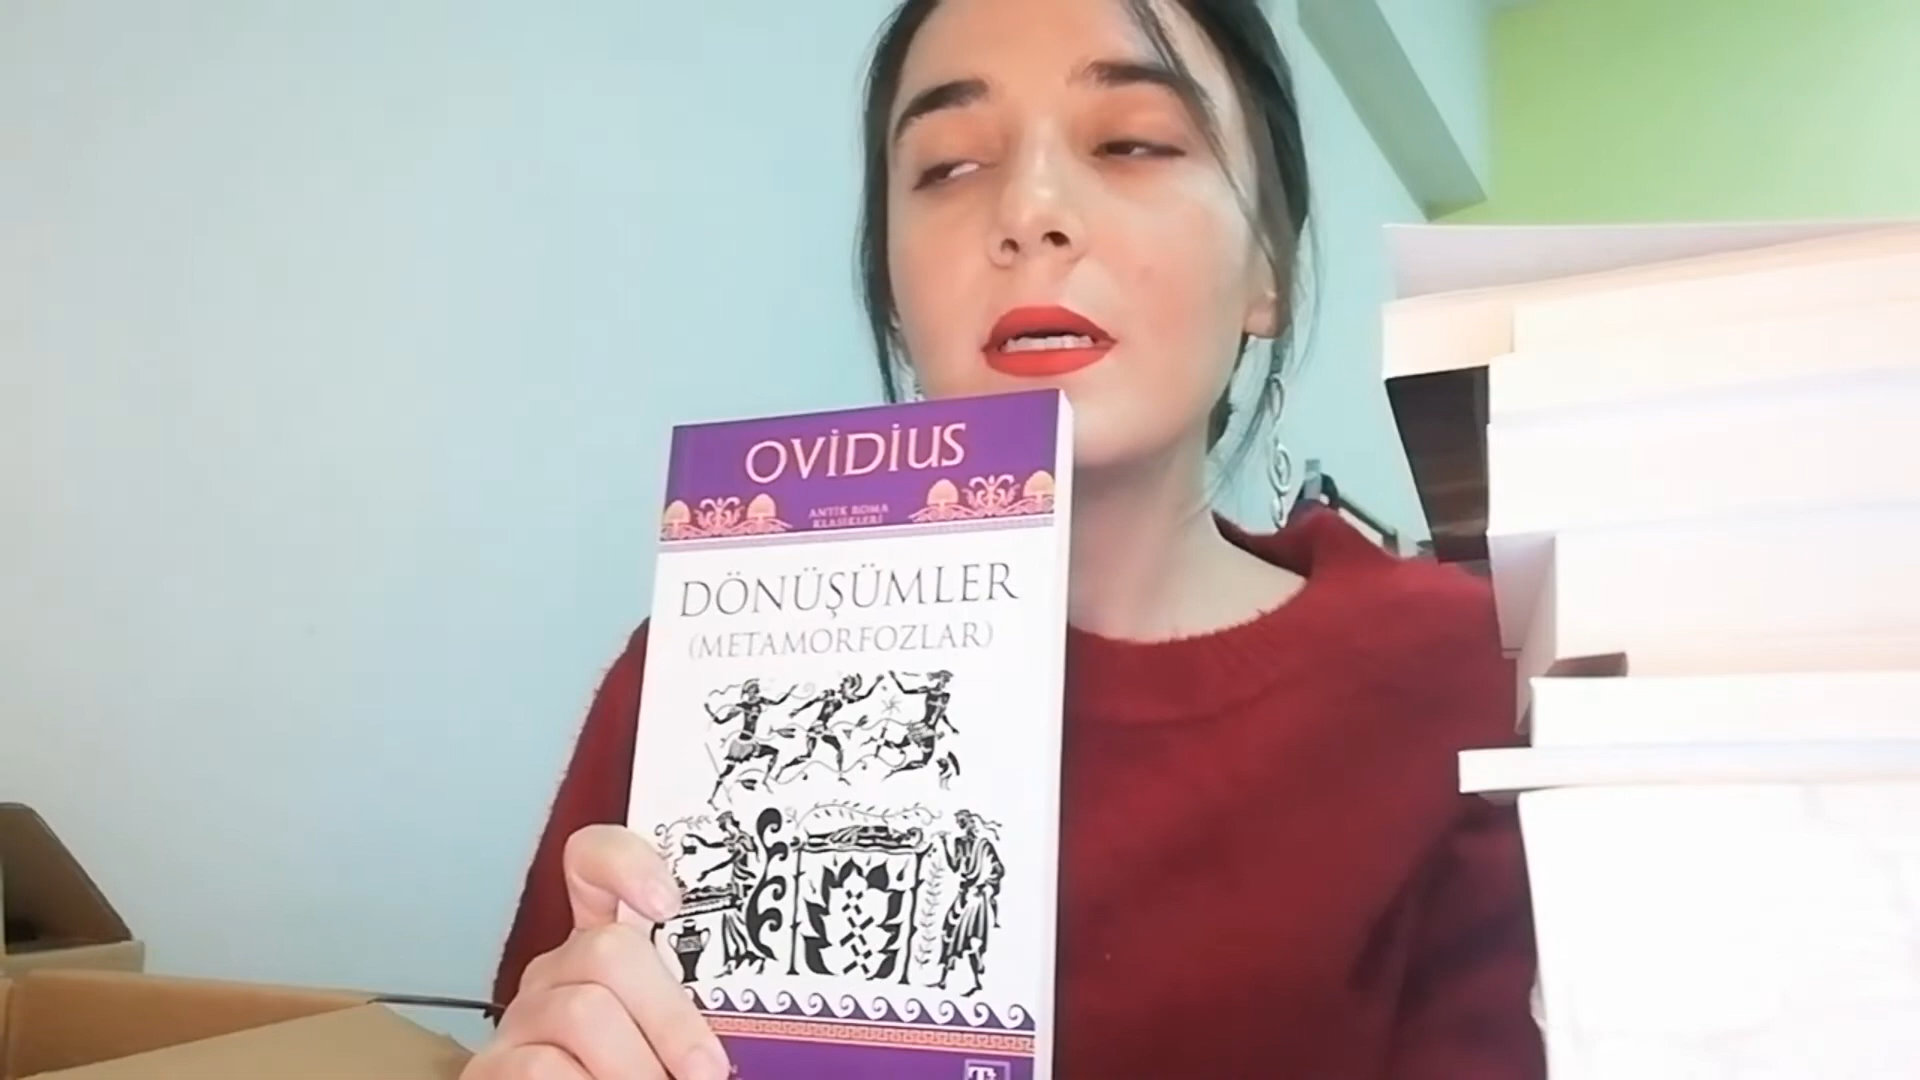 OVİDİUS
ANTİK ROMA
KLASİKLERİ
DÖNÜŞÜMLER
(METAMORFOZLAR)